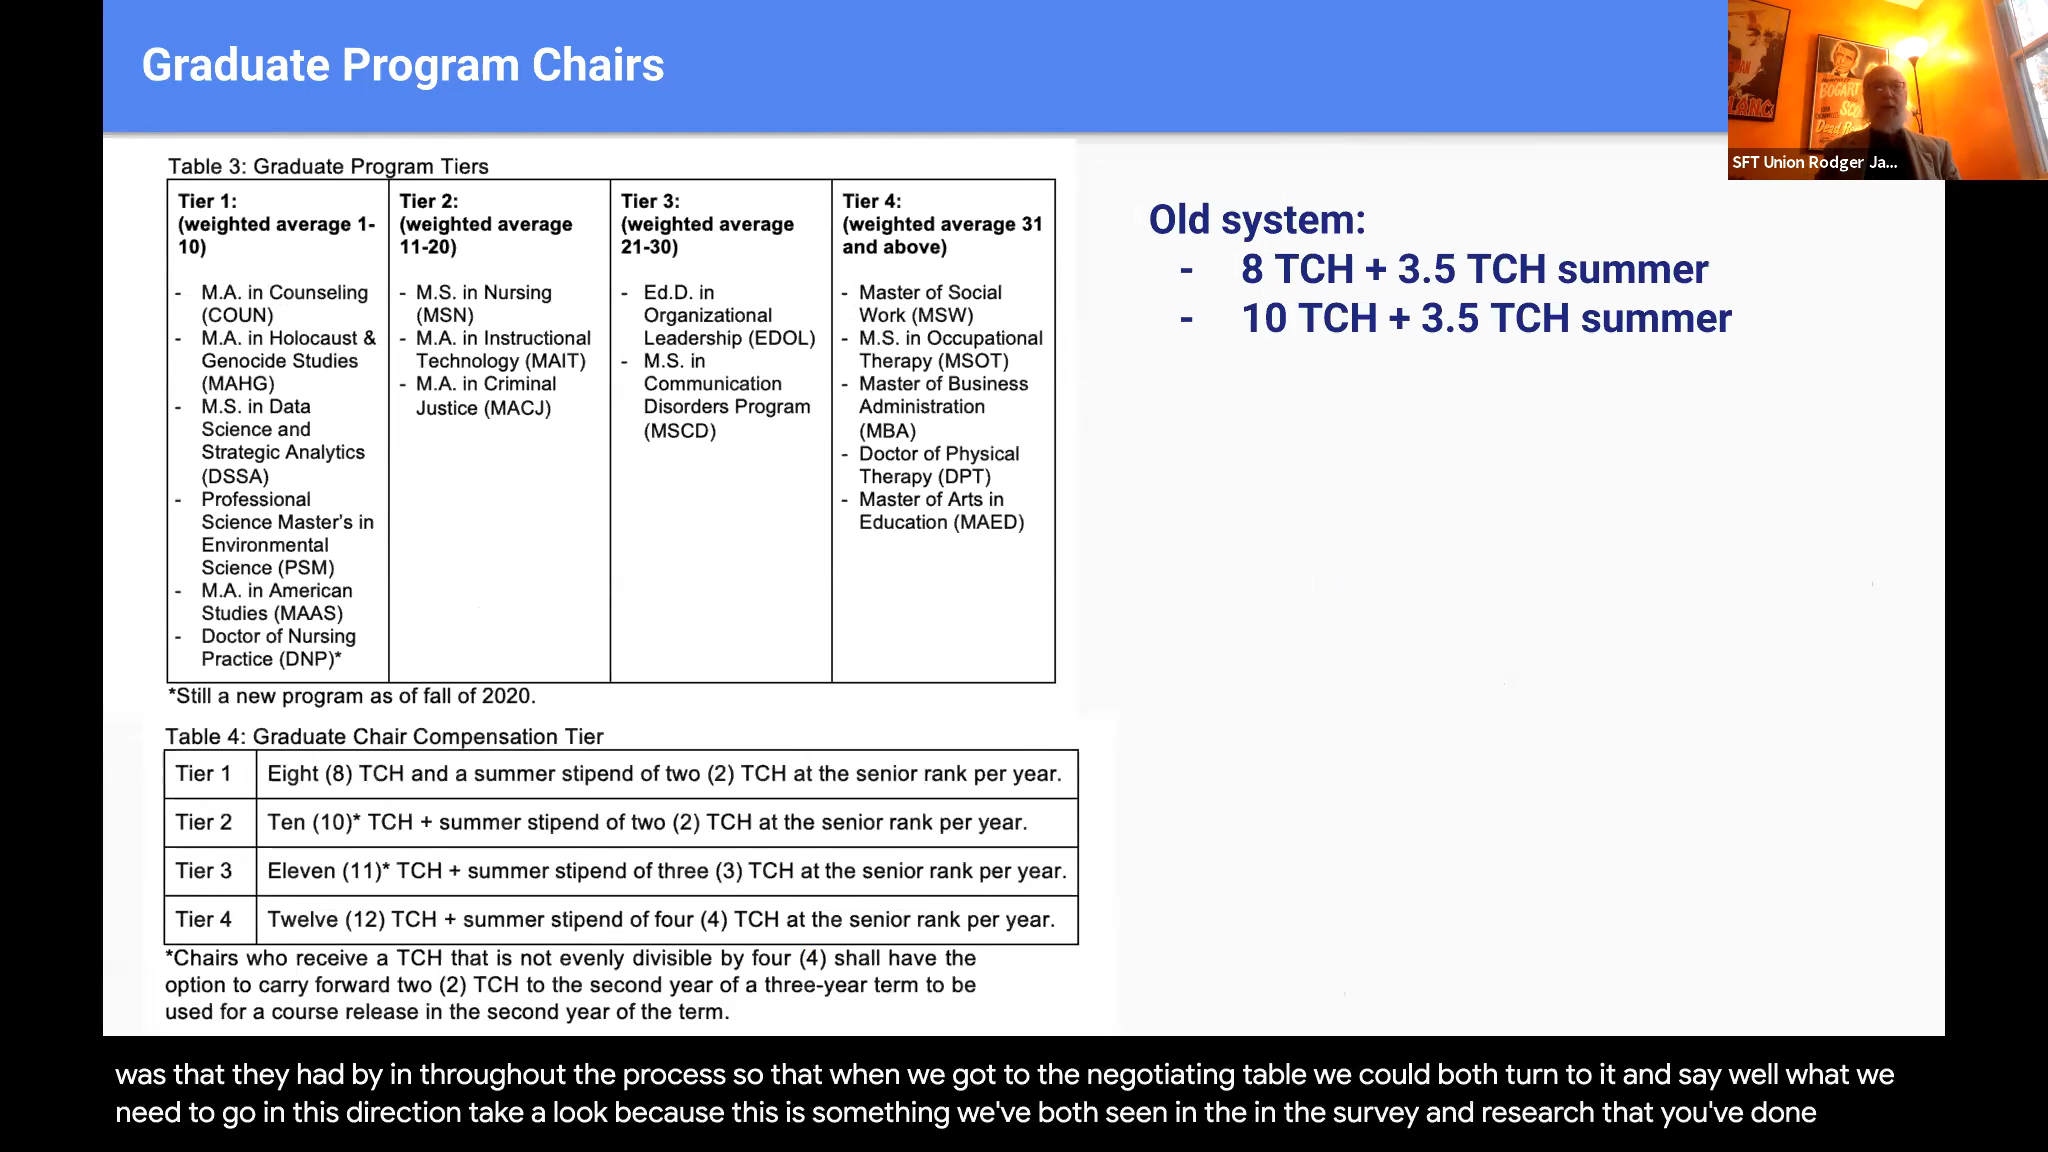 Graduate Program Chairs
BOGART
Dead
LANC
SFT Union Rodger Ja...
Table 3: Graduate Program Tiers
Tier 1:
(weighted average 1-
10)
- M.A. in Counseling
(COUN)
- M.A. in Holocaust &
Genocide Studies
(MAHG)
- M.S. in Data
Science and
Strategic Analytics
(DSSA)
- Professional
Science Master's in
Environmental
Science (PSM)
- M.A. in American
Studies (MAAS)
- Doctor of Nursing
Practice (DNP)*
Tier 2:
(weighted average
11-20)
- M.S. in Nursing
(MSN)
- M.A. in Instructional
Technology (MAIT)
- M.A. in Criminal
Justice (MACJ)
Tier 3:
(weighted average
21-30)
- Ed.D. in
Organizational
Leadership (EDOL)
- M.S. in
Communication
Disorders Program
(MSCD)
Tier 4:
(weighted average 31
and above)
- Master of Social
Work (MSW)
- M.S. in Occupational
Therapy (MSOT)
- Master of Business
Administration
(MBA)
- Doctor of Physical
Therapy (DPT)
- Master of Arts in
Education (MAED)
*Still a new program as of fall of 2020.
Old system:
- 8 TCH + 3.5 TCH summer
- 10 TCH + 3.5 TCH summer
Table 4: Graduate Chair Compensation Tier
Tier 1 Eight (8) TCH and a summer stipend of two (2) TCH at the senior rank per year.
Tier 2 Ten (10)* TCH + summer stipend of two (2) TCH at the senior rank per year.
Tier 3 Eleven (11)* TCH + summer stipend of three (3) TCH at the senior rank per year.
Tier 4 Twelve (12) TCH + summer stipend of four (4) TCH at the senior rank per year.
*Chairs who receive a TCH that is not evenly divisible by four (4) shall have the
option to carry forward two (2) TCH to the second year of a three-year term to be
used for a course release in the second year of the term.
was that they had by in throughout the process so that when we got to the negotiating table we could both turn to it and say well what we
need to go in this direction take a look because this is something we've both seen in the in the survey and research that you've done